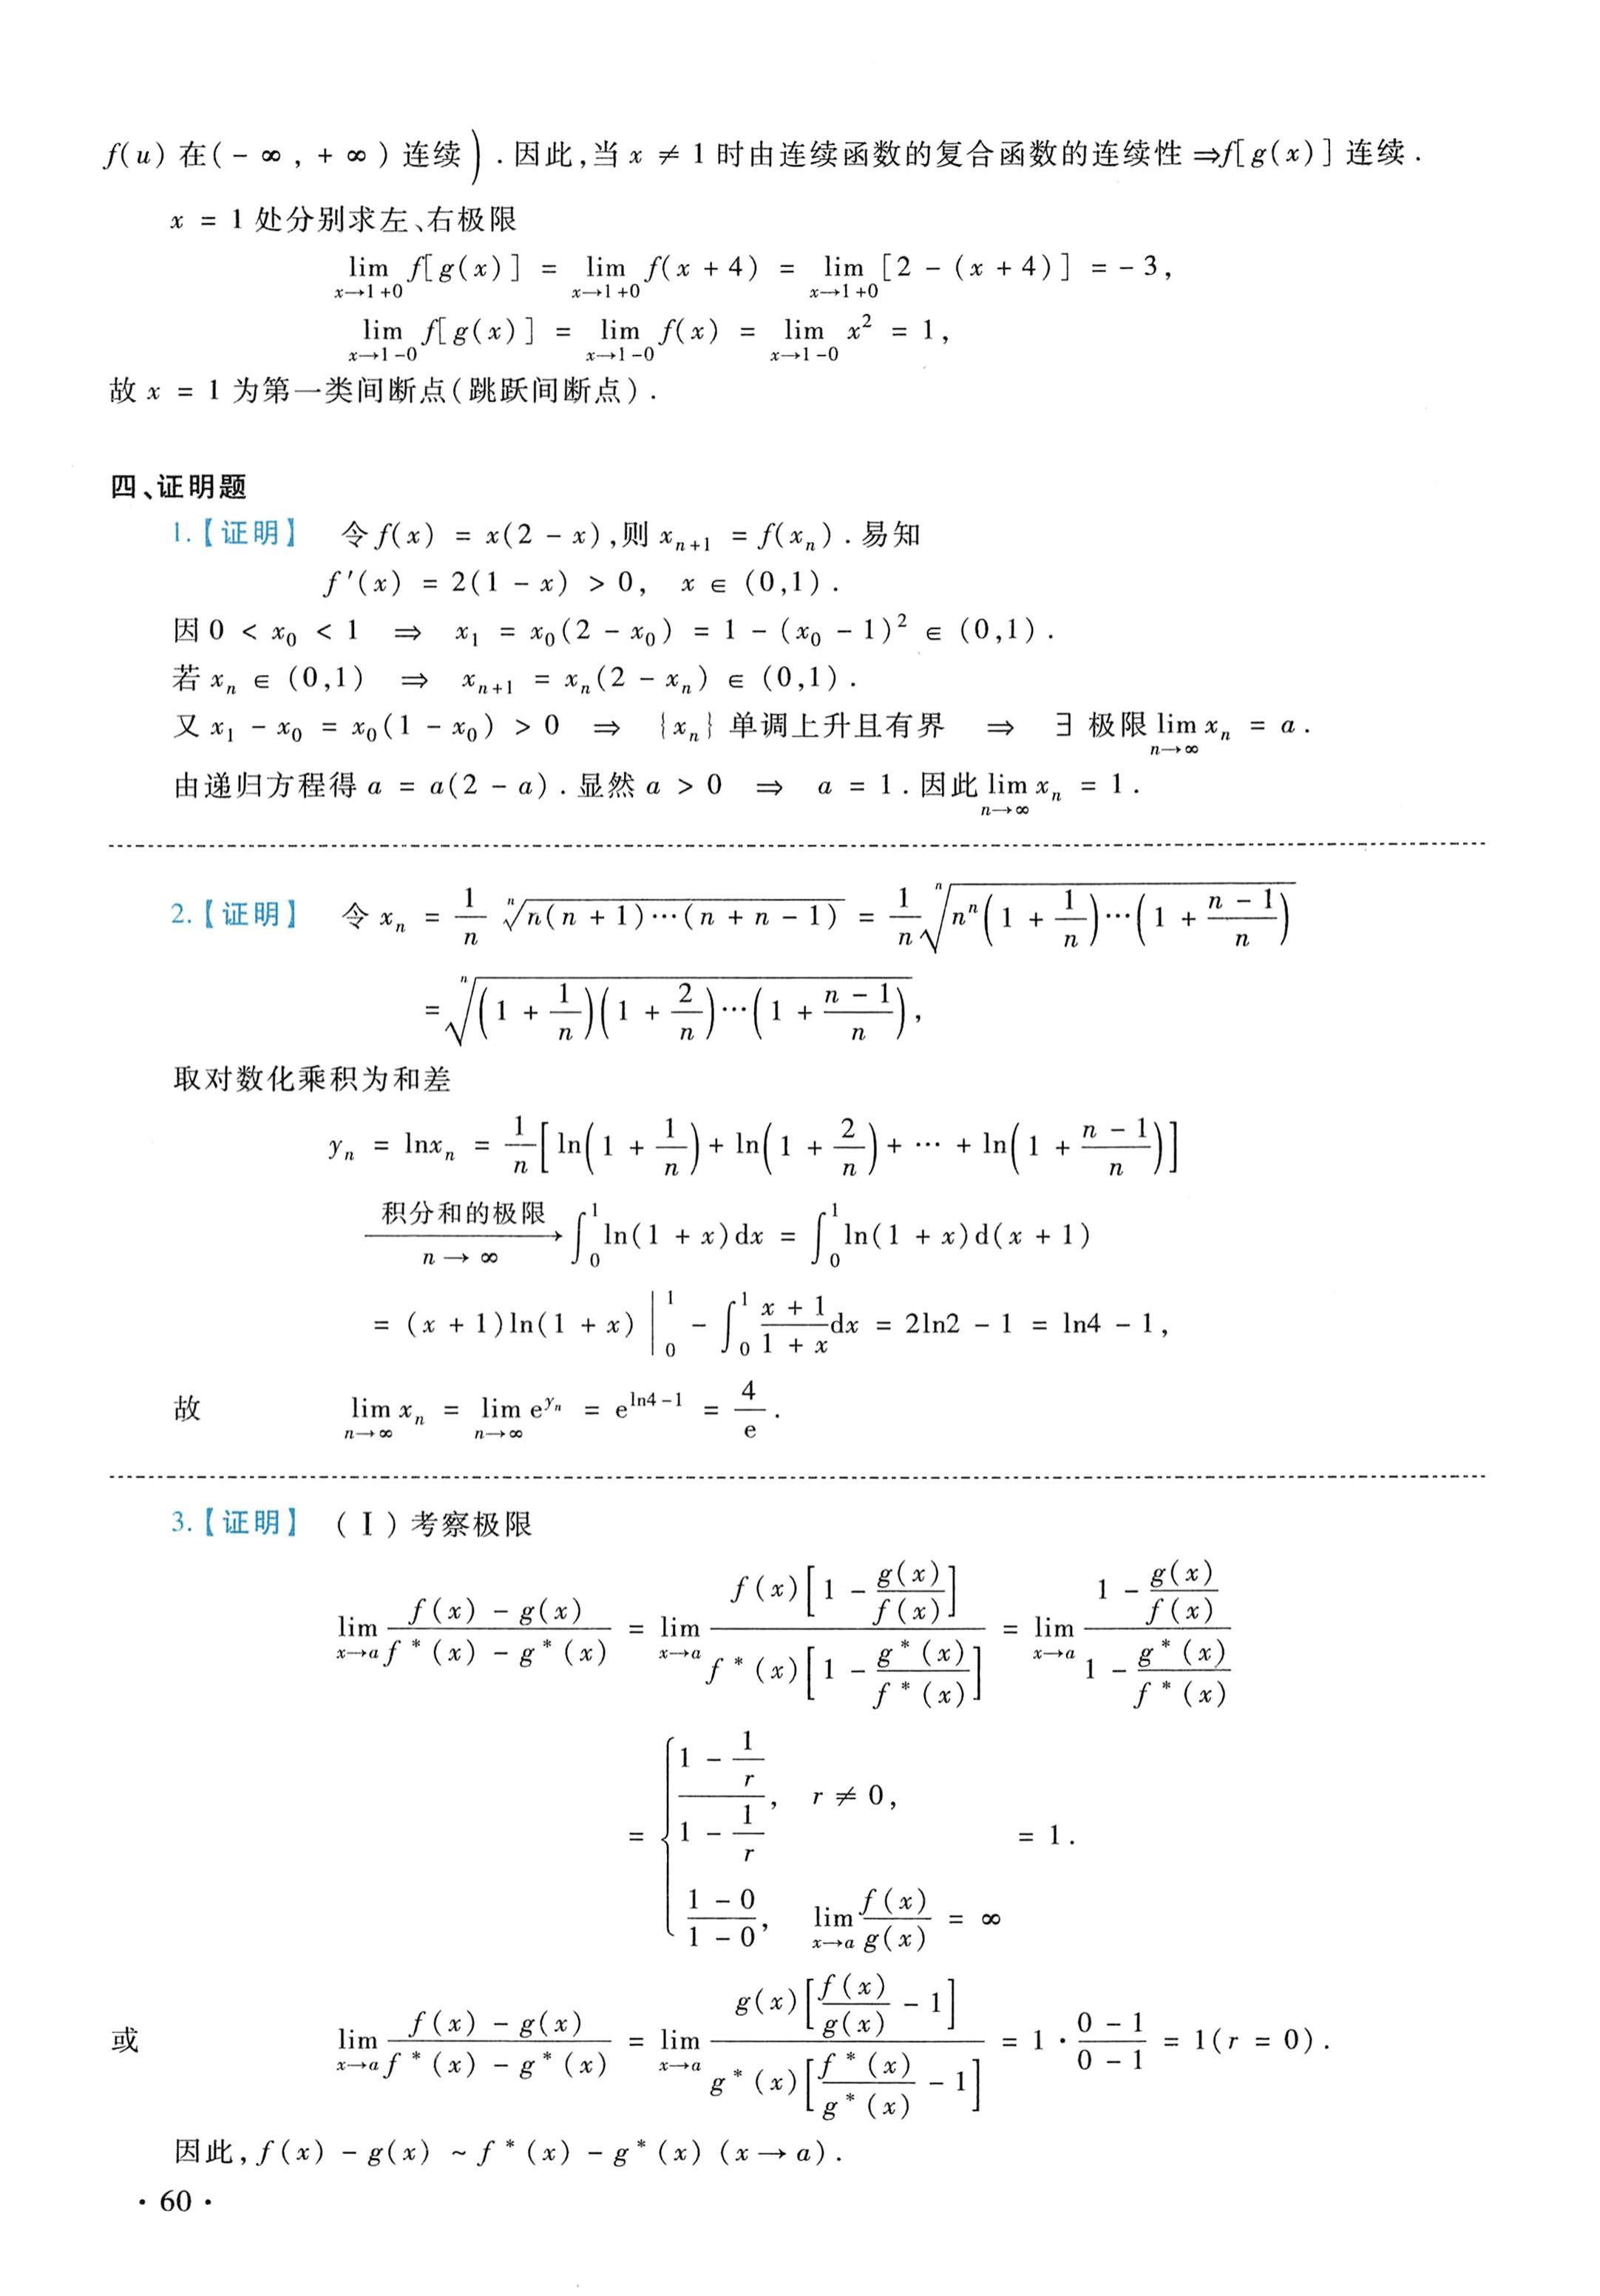 f(u) 在(－∞,＋∞)连续).因此,当 x ≠ 1 时由连续函数的复合函数的连续性⇒f[g(x)]连续.
x = 1 处分别求左、右极限
$\lim_{x\to 1+0} f[g(x)] = \lim_{x\to 1+0} f(x+4) = \lim_{x\to 1+0} [2-(x+4)] = -3,$
$\lim_{x\to 1-0} f[g(x)] = \lim_{x\to 1-0} f(x) = \lim_{x\to 1-0} x^2 = 1,$
故 x = 1 为第一类间断点(跳跃间断点).
四、证明题
1.【证明】 令 f(x) = x(2－x),则 $x_{n+1} = f(x_n)$.易知
$f'(x) = 2(1-x) > 0, \quad x \in (0,1).$
因 $0 < x_0 < 1 \Rightarrow x_1 = x_0(2-x_0) = 1-(x_0-1)^2 \in (0,1).$
若 $x_n \in (0,1) \Rightarrow x_{n+1} = x_n(2-x_n) \in (0,1).$
又 $x_1 - x_0 = x_0(1-x_0) > 0 \Rightarrow \{x_n\}$ 单调上升且有界 $\Rightarrow \exists$ 极限 $\lim_{n\to\infty} x_n = a.$
由递归方程得 $a = a(2-a)$.显然 $a > 0 \Rightarrow a = 1$.因此 $\lim_{n\to\infty} x_n = 1.$
2.【证明】 令 $x_n = \frac{1}{n}\sqrt[n]{n(n+1)\cdots(n+n-1)} = \frac{1}{n}\sqrt[n]{n^n\left(1+\frac{1}{n}\right)\cdots\left(1+\frac{n-1}{n}\right)}$
$= \sqrt[n]{\left(1+\frac{1}{n}\right)\left(1+\frac{2}{n}\right)\cdots\left(1+\frac{n-1}{n}\right)},$
取对数化乘积为和差
$y_n = \ln x_n = \frac{1}{n}\left[\ln\left(1+\frac{1}{n}\right)+\ln\left(1+\frac{2}{n}\right)+\cdots+\ln\left(1+\frac{n-1}{n}\right)\right]$
$\xrightarrow[n\to\infty]{\text{积分和的极限}} \int_0^1 \ln(1+x)\mathrm{d}x = \int_0^1 \ln(1+x)\mathrm{d}(x+1)$
$= (x+1)\ln(1+x)\Big|_0^1 - \int_0^1 \frac{x+1}{1+x}\mathrm{d}x = 2\ln 2 - 1 = \ln 4 - 1,$
故 $\lim_{n\to\infty} x_n = \lim_{n\to\infty} \mathrm{e}^{y_n} = \mathrm{e}^{\ln 4-1} = \frac{4}{\mathrm{e}}.$
3.【证明】 (Ⅰ)考察极限
$\lim_{x\to a}\frac{f(x)-g(x)}{f^*(x)-g^*(x)} = \lim_{x\to a}\frac{f(x)\left[1-\frac{g(x)}{f(x)}\right]}{f^*(x)\left[1-\frac{g^*(x)}{f^*(x)}\right]} = \lim_{x\to a}\frac{1-\frac{g(x)}{f(x)}}{1-\frac{g^*(x)}{f^*(x)}}$
$= \begin{cases} \dfrac{1-\frac{1}{r}}{1-\frac{1}{r}}, & r \neq 0, \\ \dfrac{1-0}{1-0}, & \lim_{x\to a}\dfrac{f(x)}{g(x)} = \infty \end{cases} = 1.$
或 $\lim_{x\to a}\frac{f(x)-g(x)}{f^*(x)-g^*(x)} = \lim_{x\to a}\frac{g(x)\left[\frac{f(x)}{g(x)}-1\right]}{g^*(x)\left[\frac{f^*(x)}{g^*(x)}-1\right]} = 1\cdot\frac{0-1}{0-1} = 1(r=0).$
因此, $f(x)-g(x) \sim f^*(x)-g^*(x)\ (x\to a).$
· 60 ·